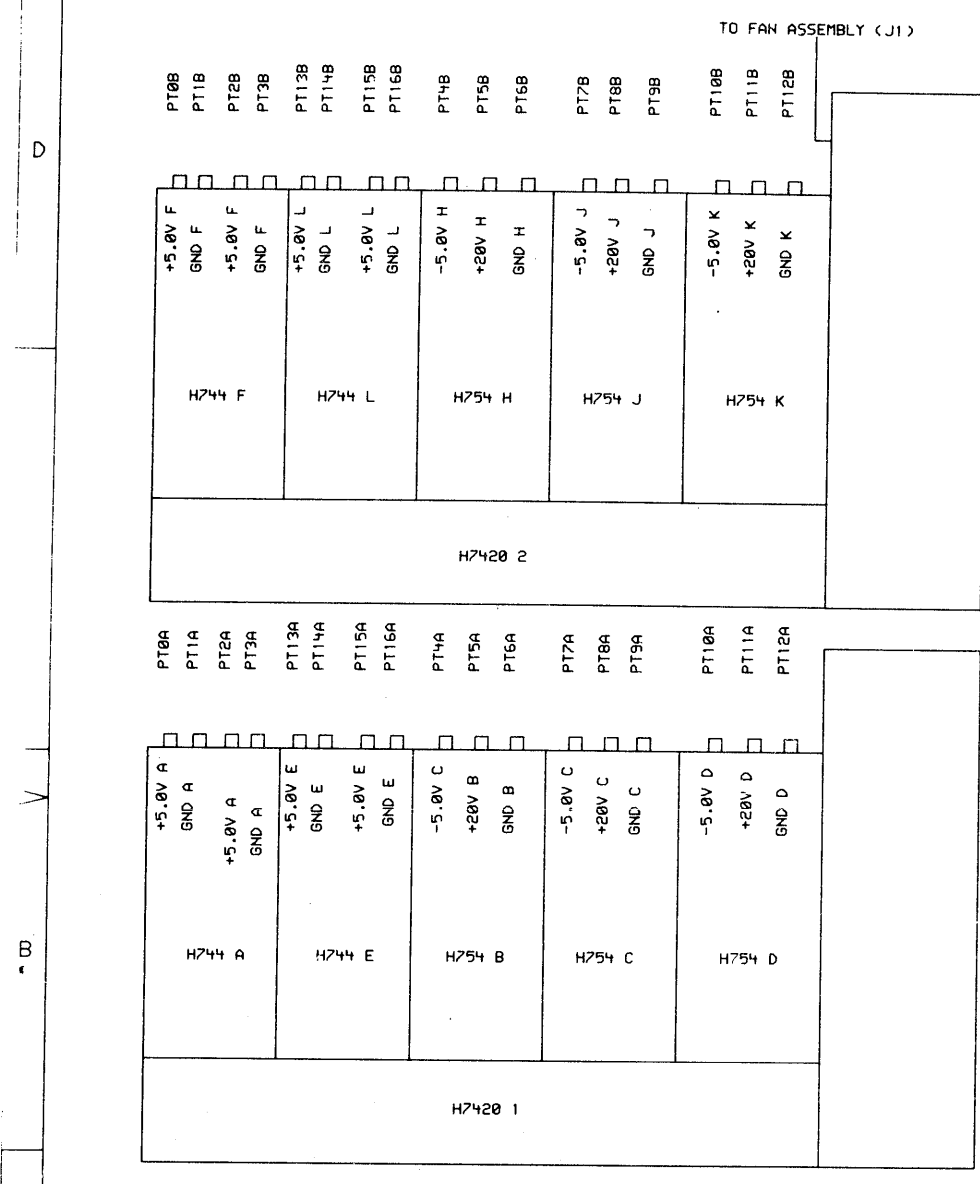 TO FAN ASSEMBLY (J1)
PT0B
PT1B
PT2B
PT3B
PT13B
PT14B
PT15B
PT16B
PT4B
PT5B
PT6B
PT7B
PT8B
PT9B
PT10B
PT11B
PT12B
D
+5.0V F
GND F
+5.0V F
GND F
+5.0V L
GND L
+5.0V L
GND L
-5.0V H
+20V H
GND H
-5.0V J
+20V J
GND J
-5.0V K
+20V K
GND K
H744 F
H744 L
H754 H
H754 J
H754 K
H7420 2
PT0A
PT1A
PT2A
PT3A
PT13A
PT14A
PT15A
PT16A
PT4A
PT5A
PT6A
PT7A
PT8A
PT9A
PT10A
PT11A
PT12A
+5.0V A
GND A
+5.0V A
GND A
+5.0V E
GND E
+5.0V E
GND E
-5.0V C
+20V B
GND B
-5.0V C
+20V C
GND C
-5.0V D
+20V D
GND D
B
H744 A
H744 E
H754 B
H754 C
H754 D
H7420 1